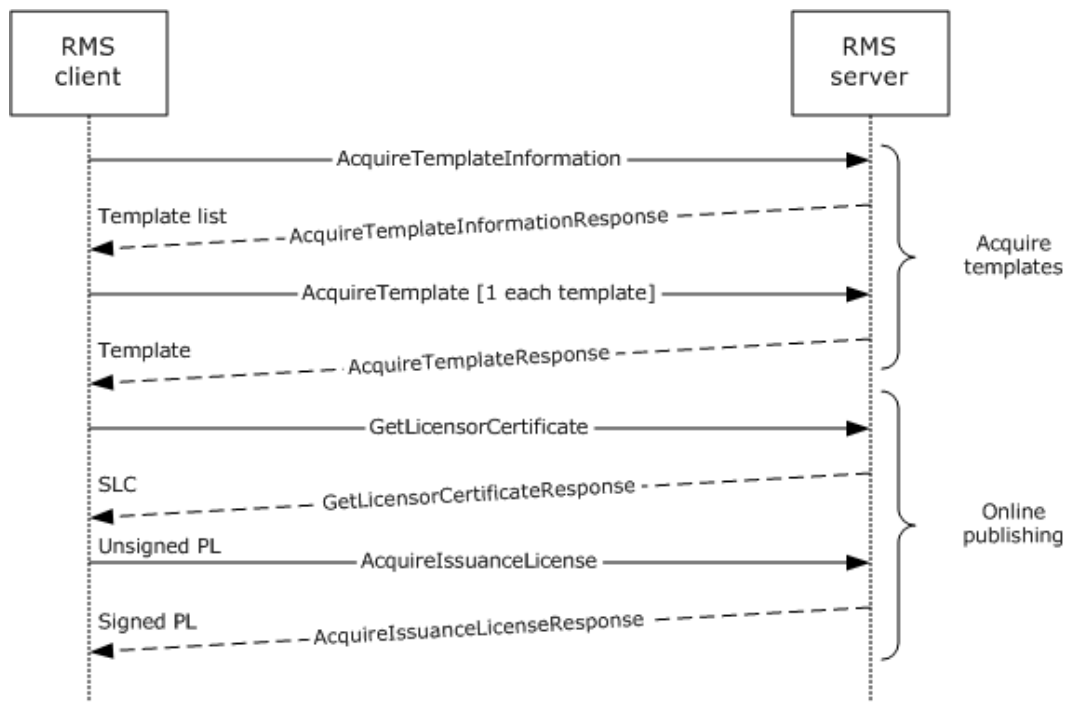 RMS
client
RMS
server
AcquireTemplateInformation
Template list
AcquireTemplateInformationResponse
Acquire
templates
AcquireTemplate [1 each template]
Template
AcquireTemplateResponse
GetLicensorCertificate
SLC
GetLicensorCertificateResponse
Online
publishing
Unsigned PL
AcquireIssuanceLicense
Signed PL
AcquireIssuanceLicenseResponse